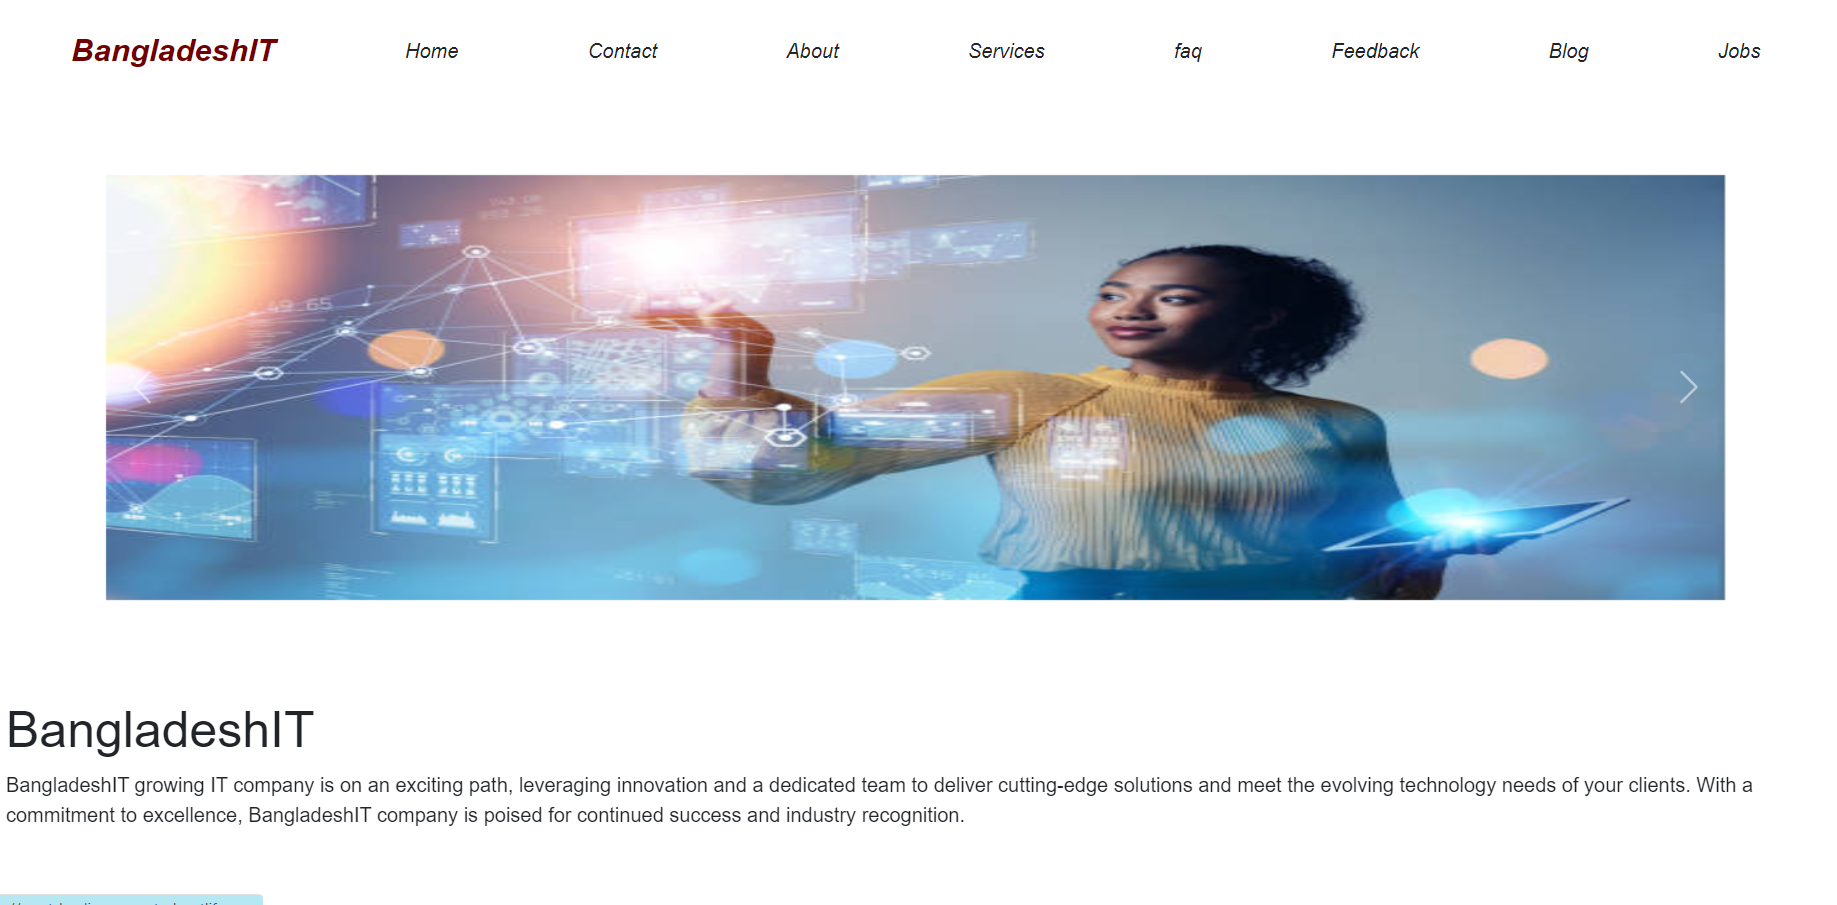 BangladeshIT Home Contact About Services faq Feedback Blog Jobs
49 65
BangladeshIT
BangladeshIT growing IT company is on an exciting path, leveraging innovation and a dedicated team to deliver cutting-edge solutions and meet the evolving technology needs of your clients. With a
commitment to excellence, BangladeshIT company is poised for continued success and industry recognition.